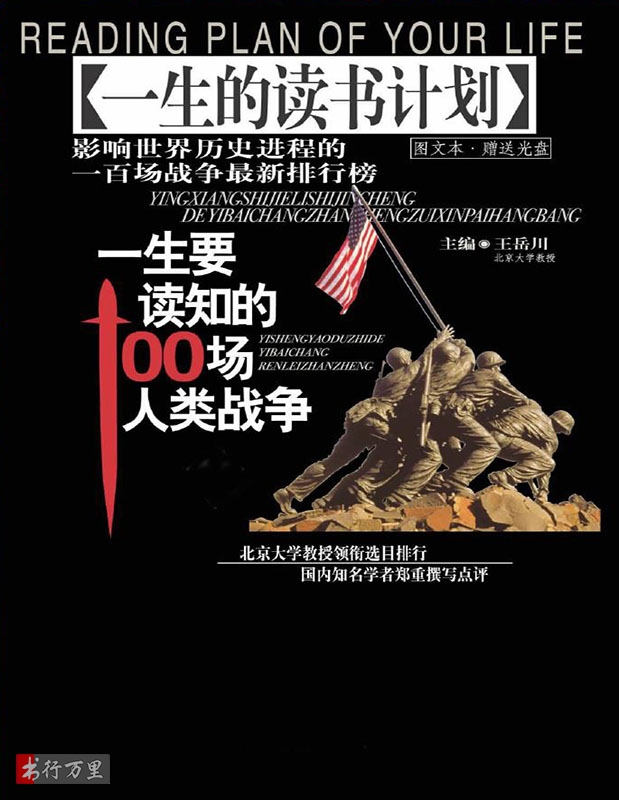 READING PLAN OF YOUR LIFE
【一生的读书计划】
影响世界历史进程的
图文本·赠送光盘
一百场战争最新排行榜
YINGXIANGSHIJIELISHIJINCHENG
DEYIBAICHANGZHANZHENGZUIXINPAIHANGBANG
主编◉王岳川
北京大学教授
一生要
读知的
100场
人类战争
YISHENGYAODUZHIDE
YIBAICHANG
RENLEIZHANZHENG
北京大学教授领衔选目排行
国内知名学者郑重撰写点评
书行万里